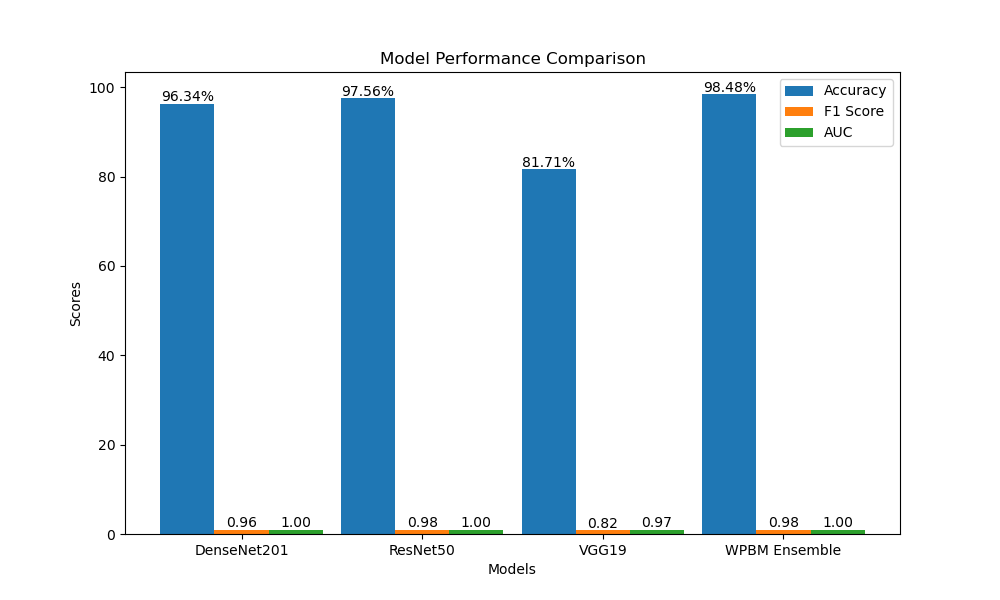 Model Performance Comparison
Scores
100
80
60
40
20
0
96.34%
97.56%
81.71%
98.48%
Accuracy
F1 Score
AUC
0.96 1.00
0.98 1.00
0.82 0.97
0.98 1.00
DenseNet201 ResNet50 VGG19 WPBM Ensemble
Models